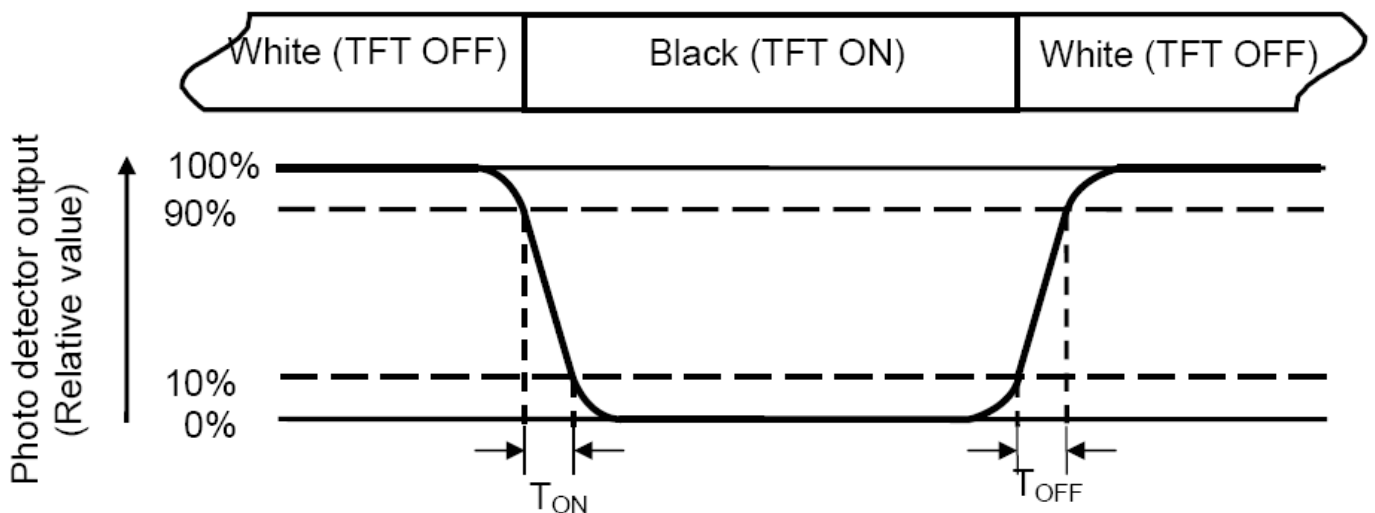 White (TFT OFF)
Black (TFT ON)
White (TFT OFF)
Photo detector output
(Relative value)
100%
90%
10%
0%
TON
TOFF